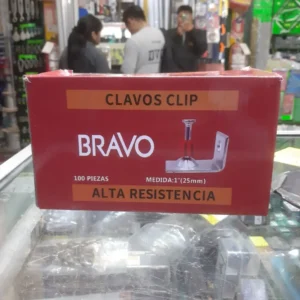 CLAVOS CLIP
BRAVO
100 PIEZAS MEDIDA:1"(25mm)
ALTA RESISTENCIA